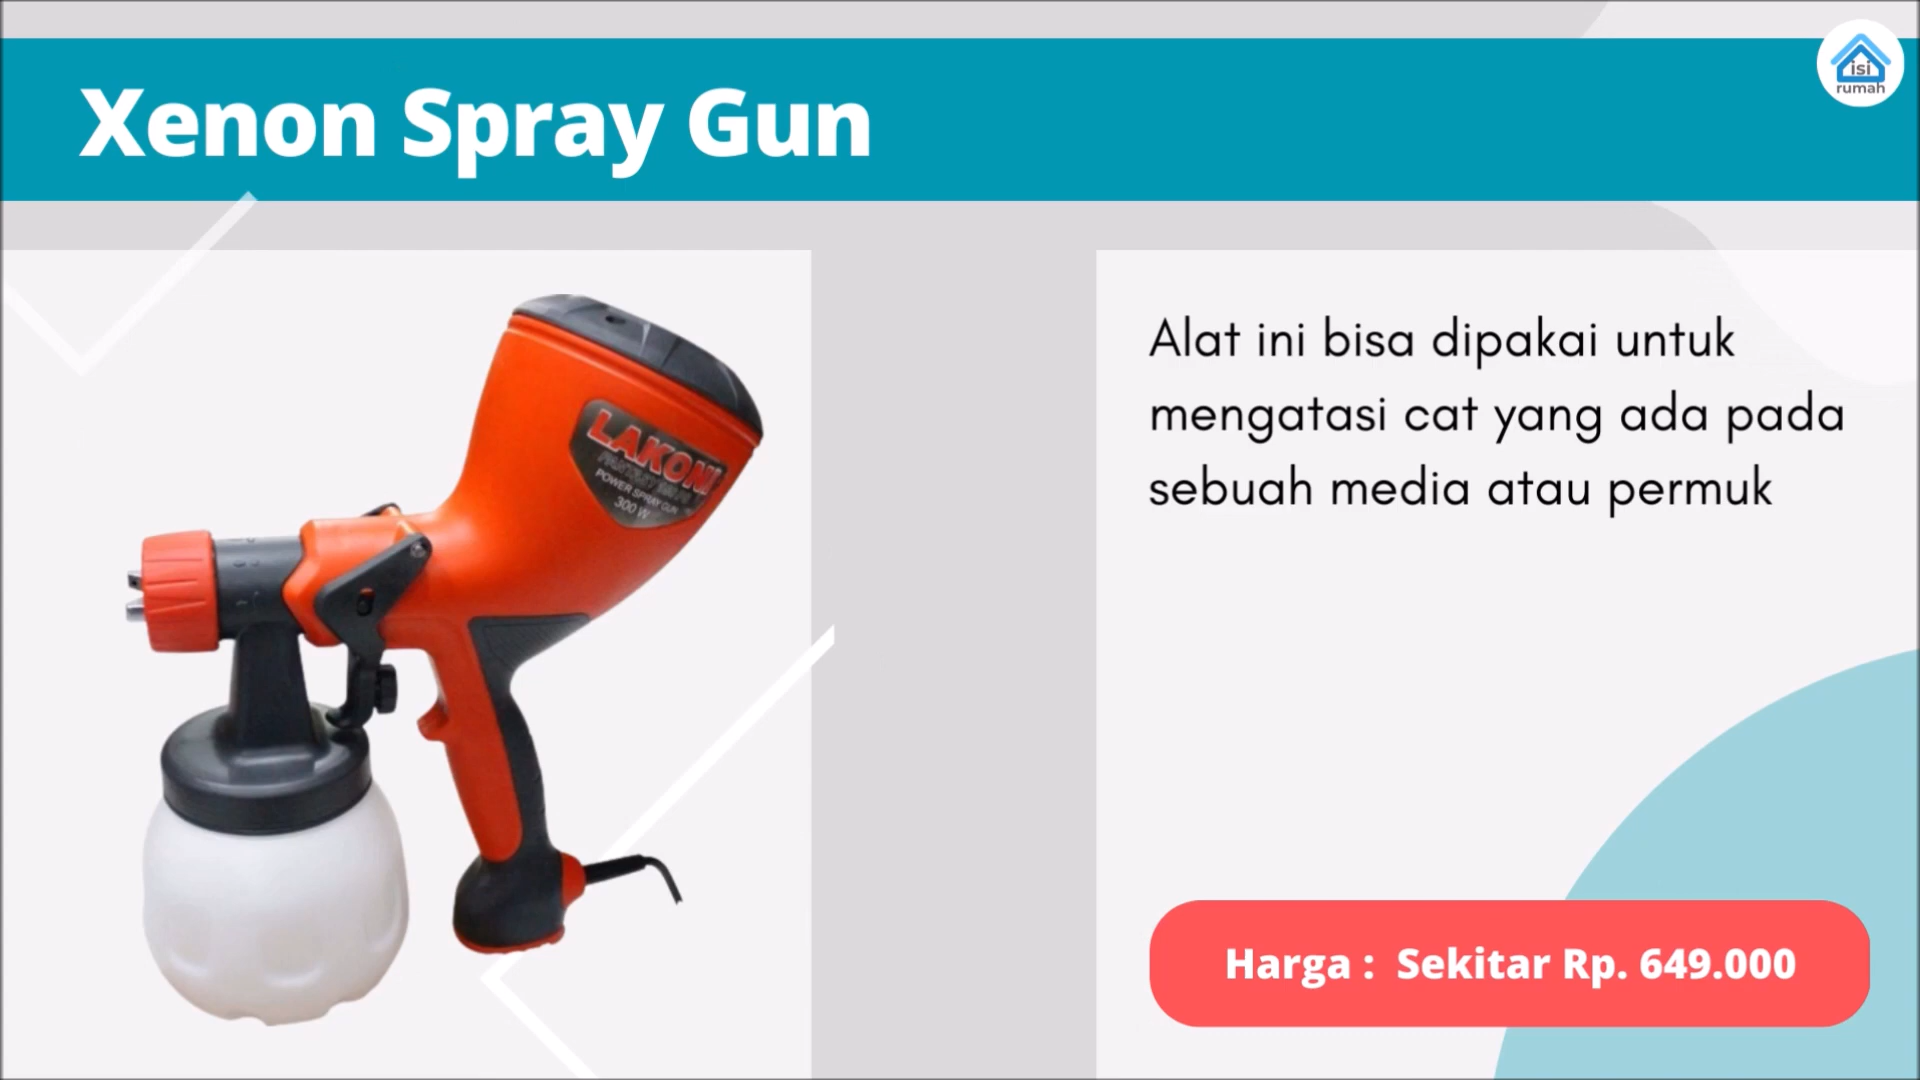 Xenon Spray Gun
isi
rumah
LAKONI
POWER SPRAY GUN
300 W
Alat ini bisa dipakai untuk
mengatasi cat yang ada pada
sebuah media atau permuk
Harga : Sekitar Rp. 649.000